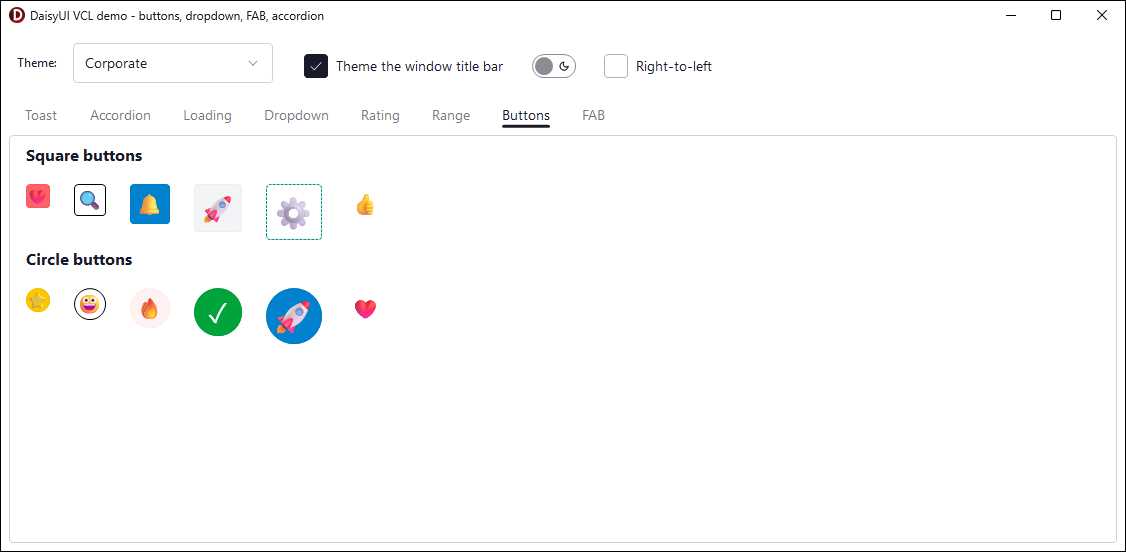 DaisyUI VCL demo - buttons, dropdown, FAB, accordion
Theme: Corporate Theme the window title bar Right-to-left
Toast Accordion Loading Dropdown Rating Range Buttons FAB
Square buttons
Circle buttons